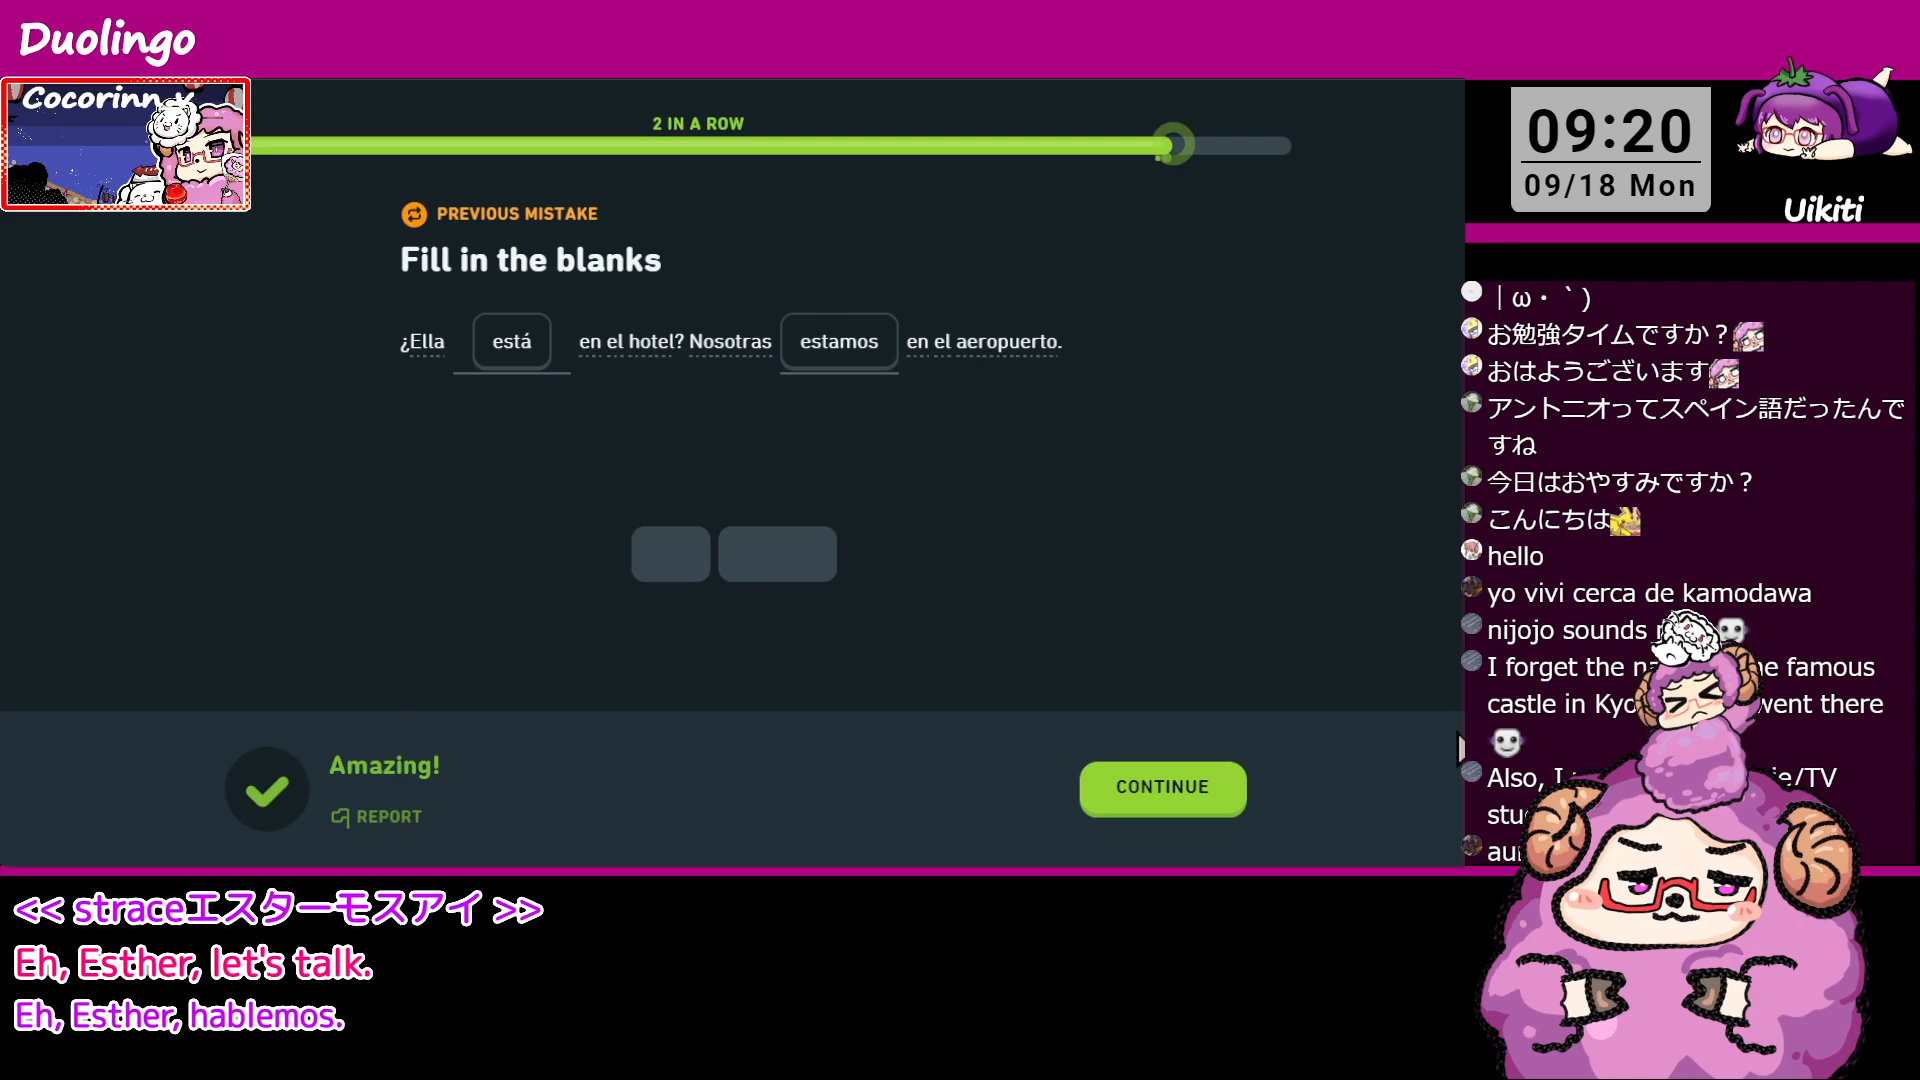 Duolingo
Cocorinn
2 IN A ROW
PREVIOUS MISTAKE
Fill in the blanks
¿Ella está en el hotel? Nosotras estamos en el aeropuerto.
Amazing!
REPORT
CONTINUE
09:20
09/18 Mon
Uikiti
|ω・`)
お勉強タイムですか？
おはようございます
アントニオってスペイン語だったんで
すね
今日はおやすみですか？
こんにちは
hello
yo vivi cerca de kamodawa
nijojo sounds
I forget the famous
castle in went there
Also, I
<< straceエスターモスアイ >>
Eh, Esther, let's talk.
Eh, Esther, hablemos.